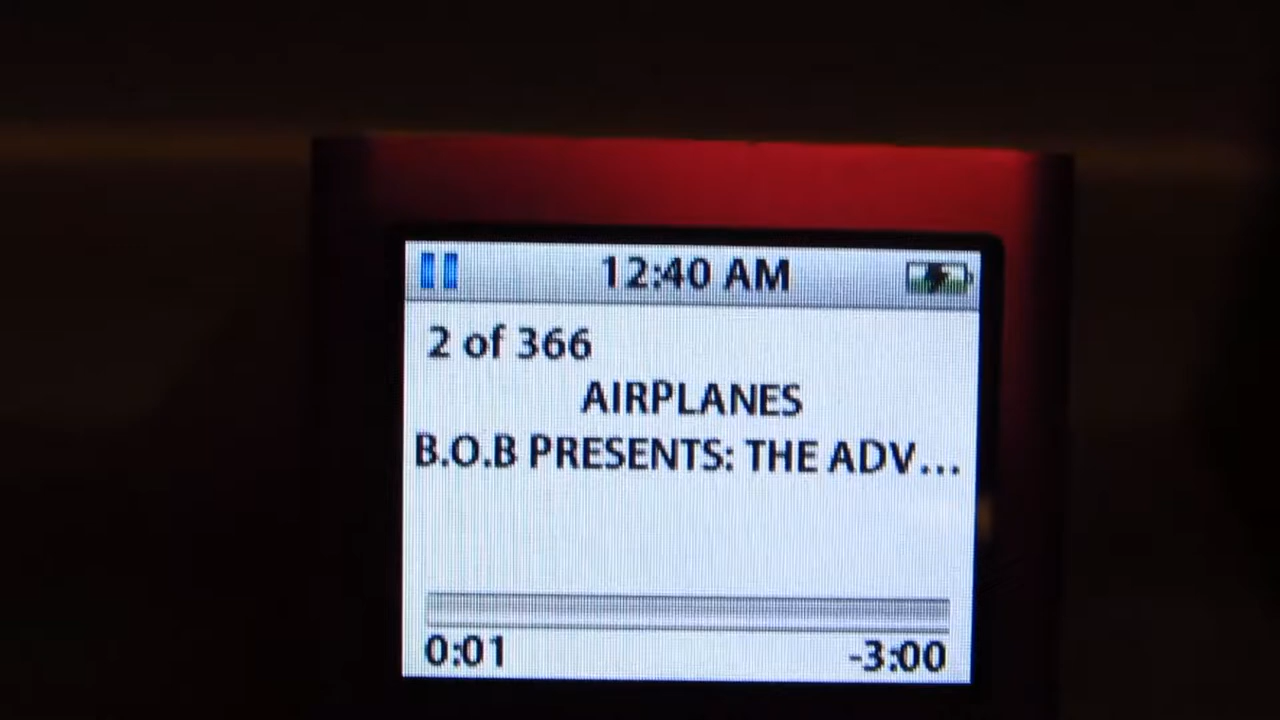 12:40 AM
2 of 366
AIRPLANES
B.O.B PRESENTS: THE ADV...
0:01 -3:00